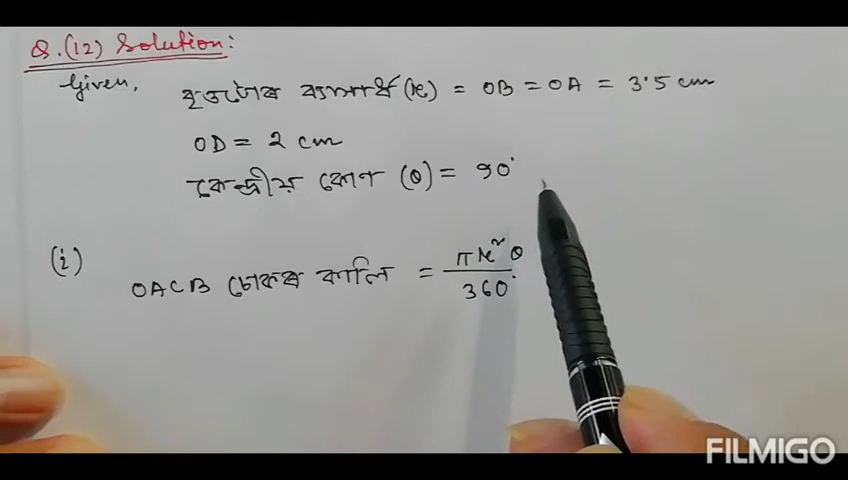 Q.(12) Solution:
Given, বৃত্তটোৰ ব্যাসাৰ্ধ (r) = OB = OA = 3.5 cm
OD = 2 cm
কেন্দ্ৰীয় কোণ (θ) = 90°
(i)
OACB চোকৰ কালি = πr²θ / 360°
FILMIGO